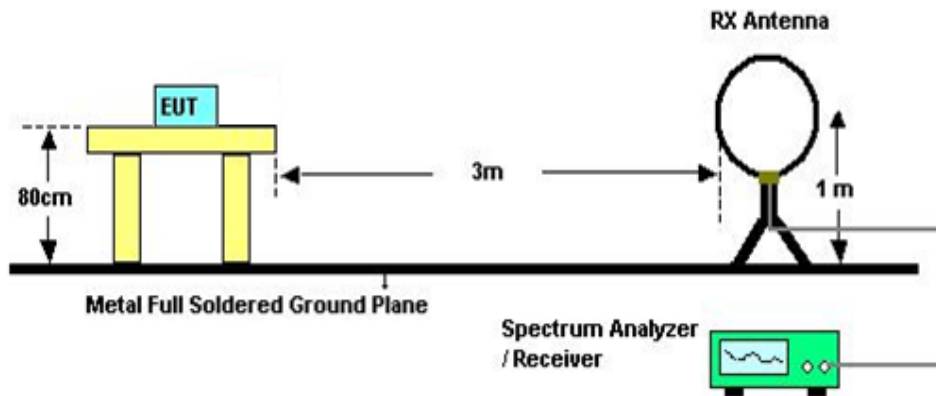 RX Antenna
EUT
80cm
3m
1 m
Metal Full Soldered Ground Plane
Spectrum Analyzer
/ Receiver